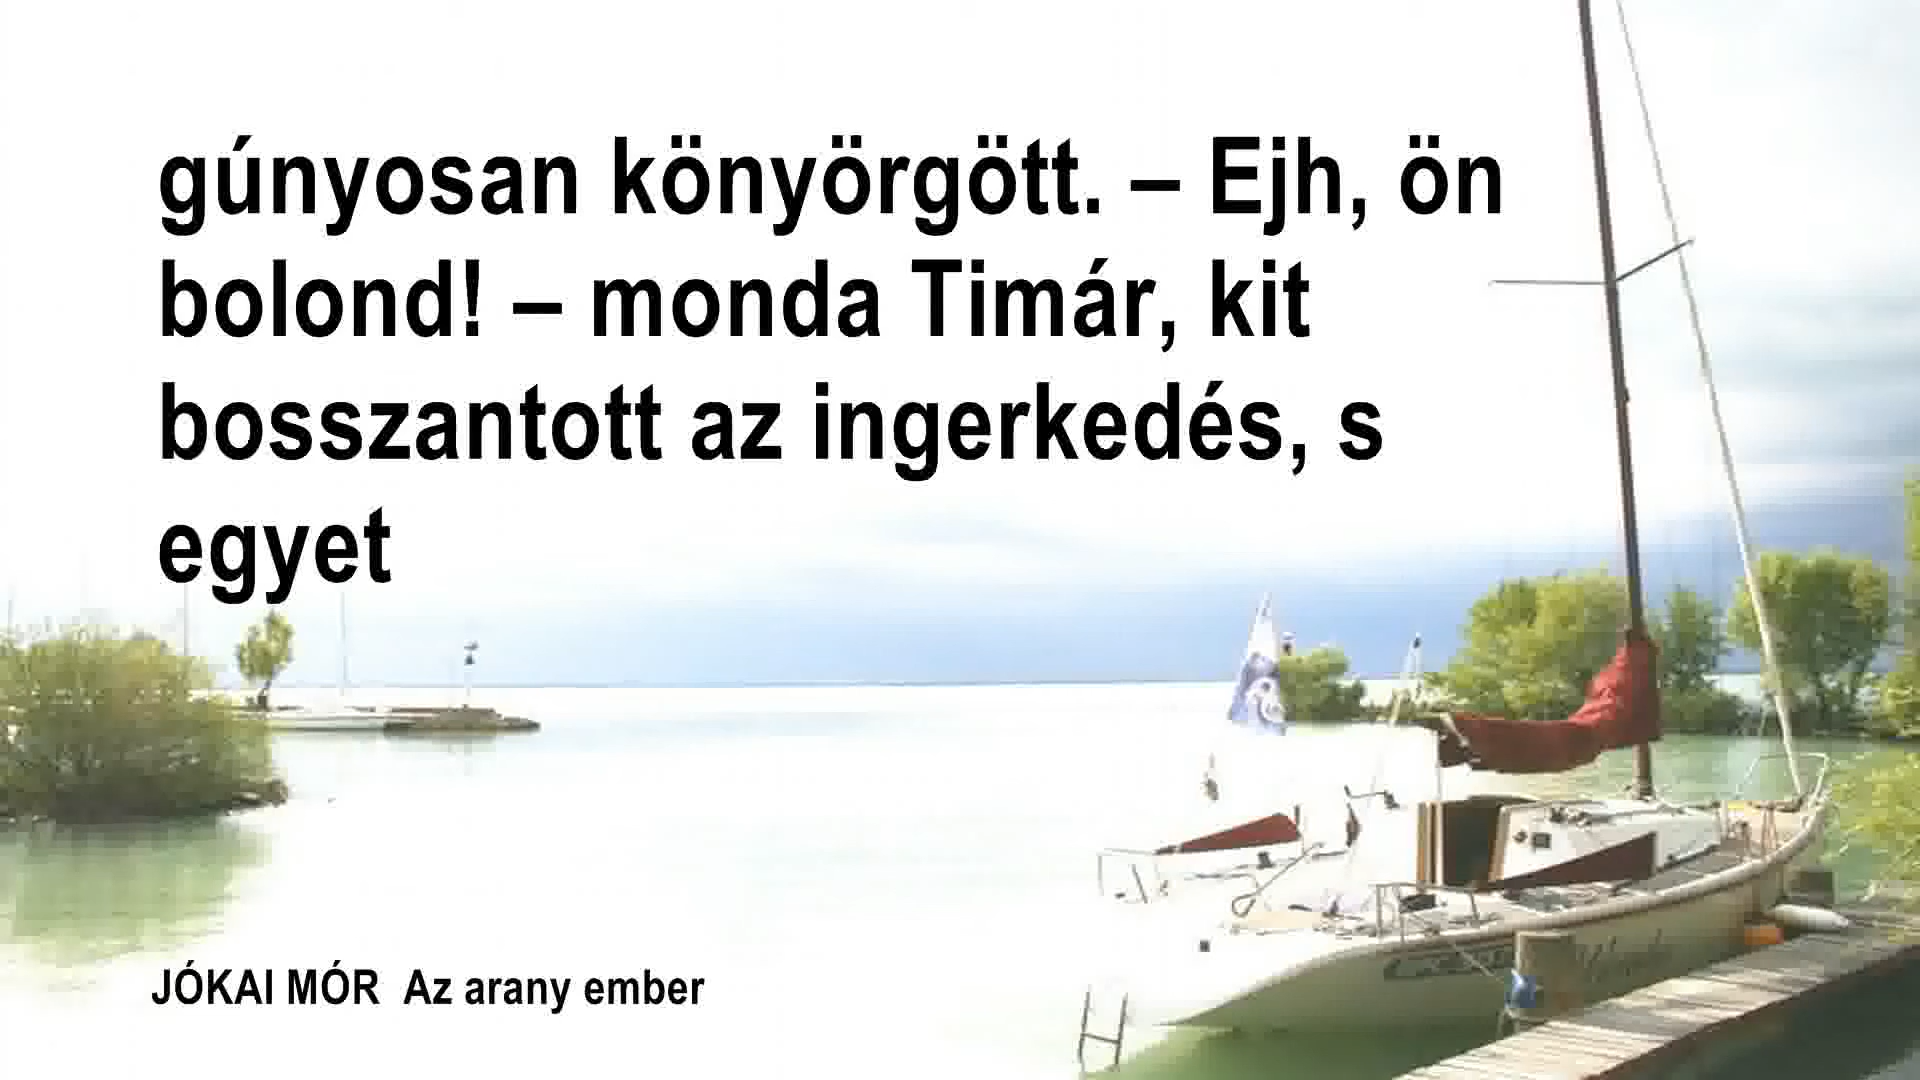 gúnyosan könyörgött. – Ejh, ön
bolond! – monda Timár, kit
bosszantott az ingerkedés, s
egyet
JÓKAI MÓR  Az arany ember